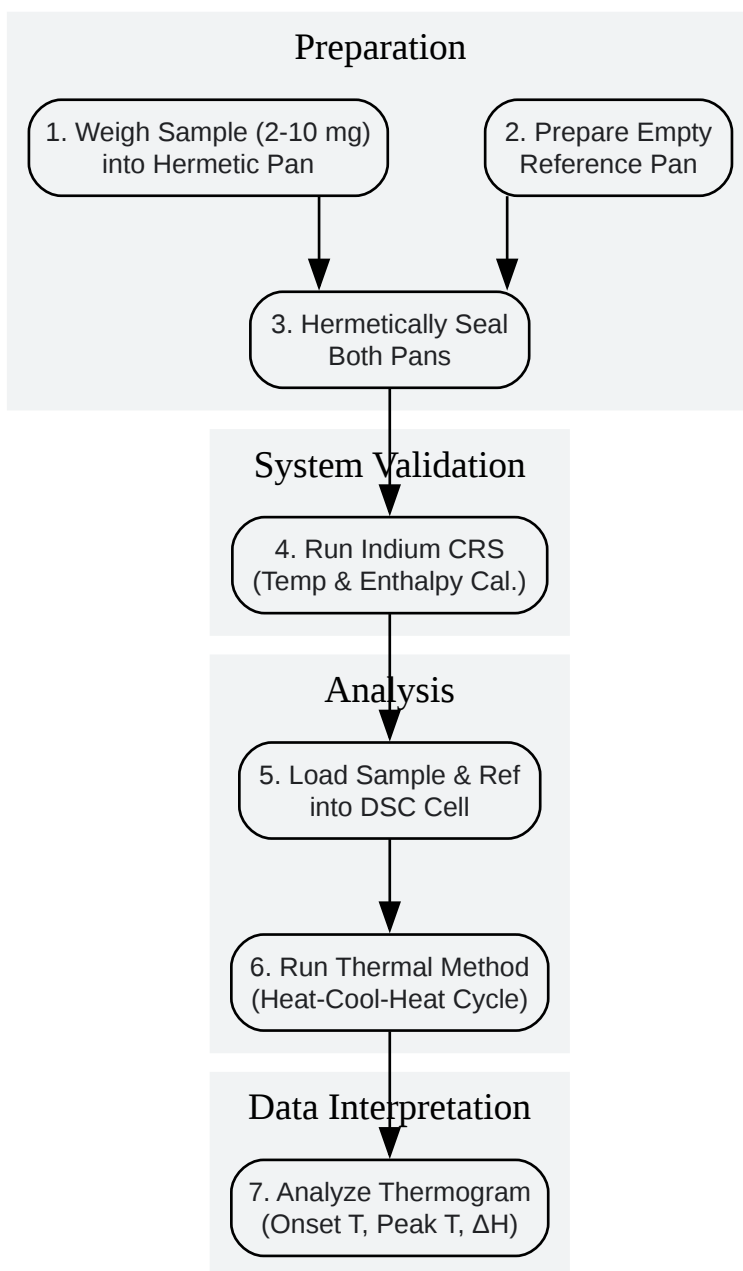 Preparation
1. Weigh Sample (2-10 mg)
into Hermetic Pan
2. Prepare Empty
Reference Pan
3. Hermetically Seal
Both Pans
System Validation
4. Run Indium CRS
(Temp & Enthalpy Cal.)
Analysis
5. Load Sample & Ref
into DSC Cell
6. Run Thermal Method
(Heat-Cool-Heat Cycle)
Data Interpretation
7. Analyze Thermogram
(Onset T, Peak T, ΔH)